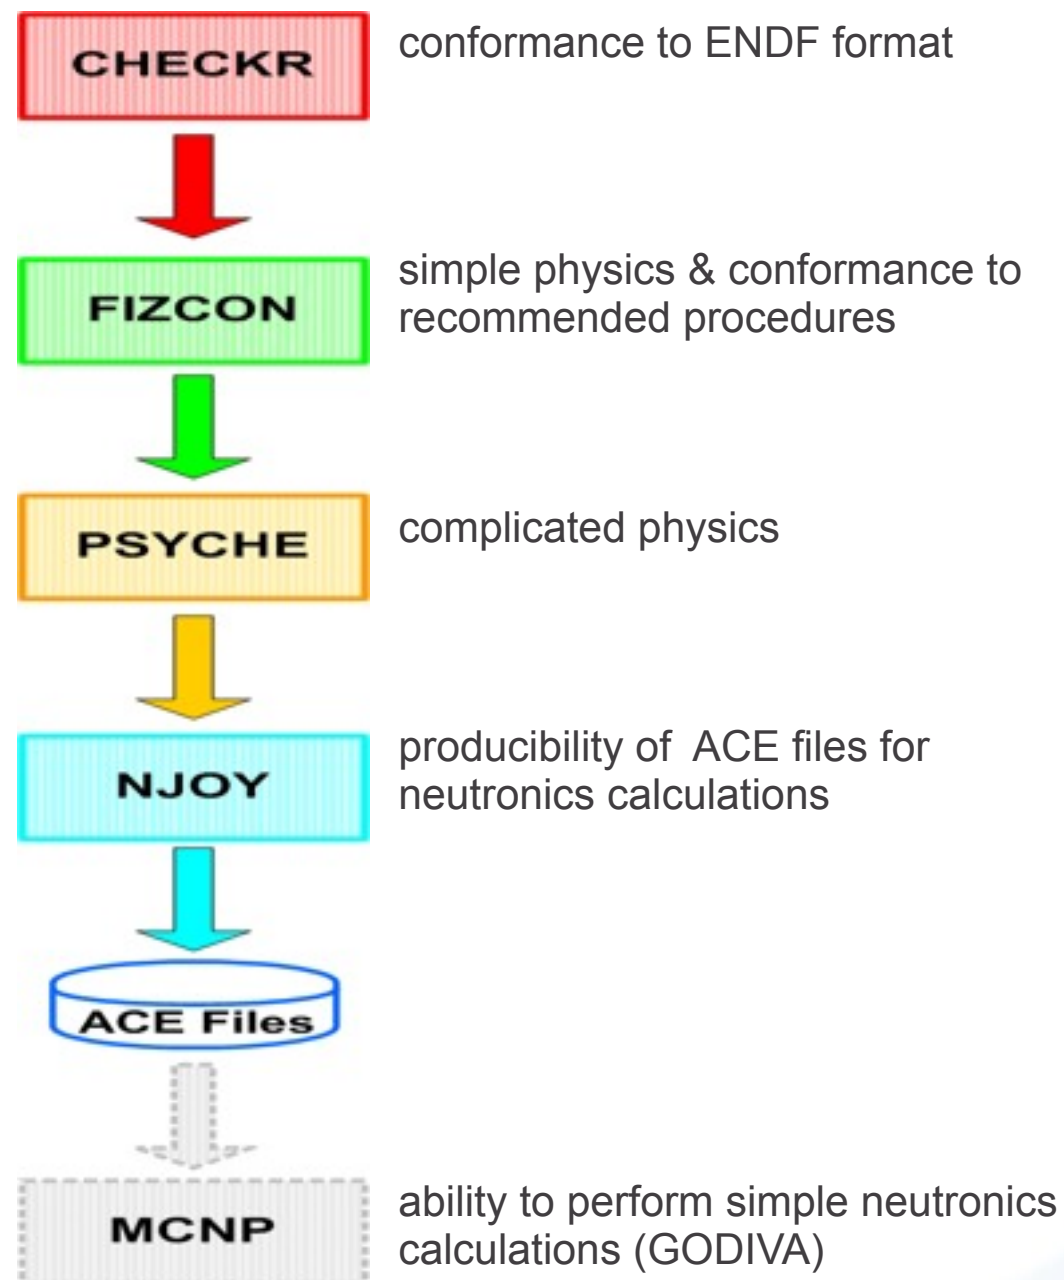 CHECKR
conformance to ENDF format
FIZCON
simple physics & conformance to
recommended procedures
PSYCHE
complicated physics
NJOY
producibility of ACE files for
neutronics calculations
ACE Files
MCNP
ability to perform simple neutronics
calculations (GODIVA)